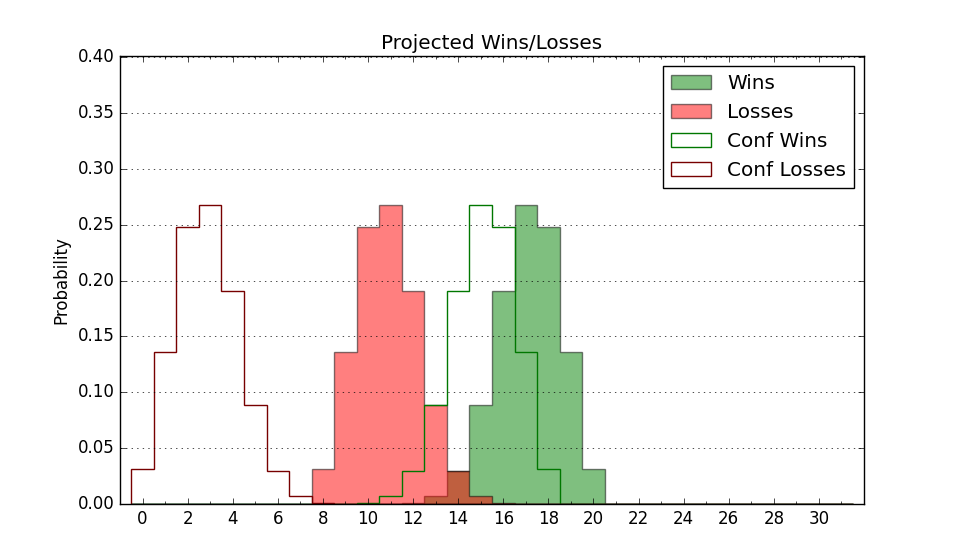 Projected Wins/Losses
0.40
0.35
0.30
0.25
0.20
0.15
0.10
0.05
0.00
Probability
Wins
Losses
Conf Wins
Conf Losses
0 2 4 6 8 10 12 14 16 18 20 22 24 26 28 30